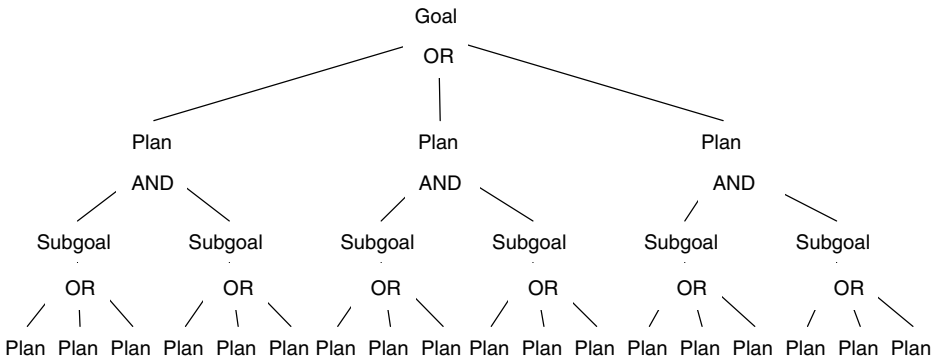 Goal
OR
Plan Plan Plan
AND AND AND
Subgoal Subgoal Subgoal Subgoal Subgoal Subgoal
OR OR OR OR OR OR
Plan Plan Plan Plan Plan Plan Plan Plan Plan Plan Plan Plan Plan Plan Plan Plan Plan Plan